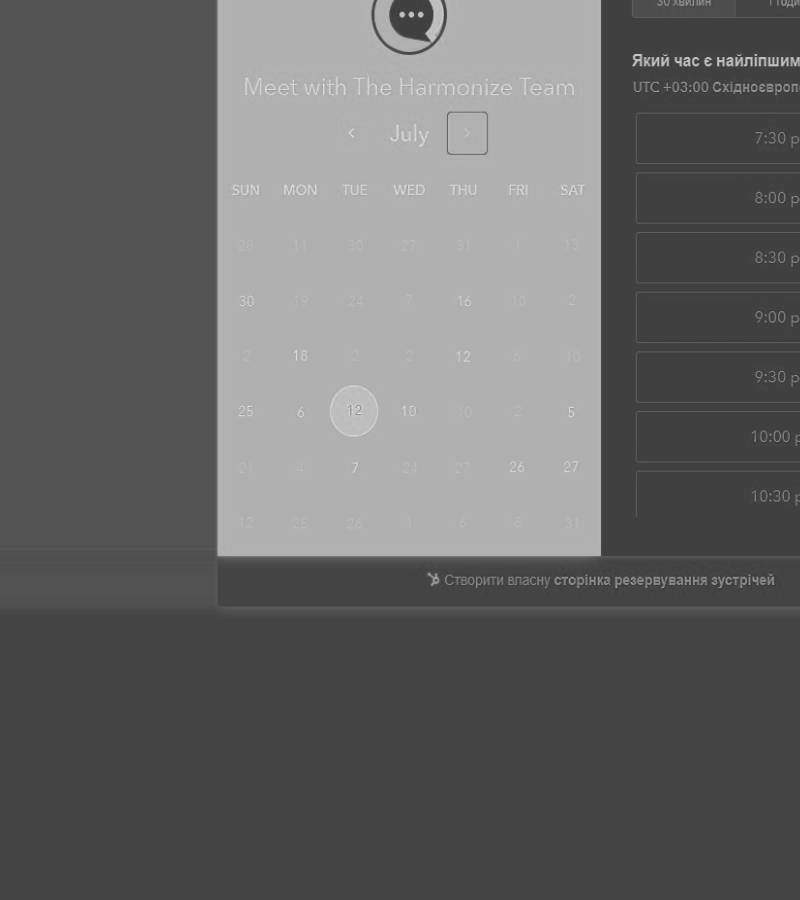 30 хвилин
Meet with The Harmonize Team
July
SUN MON TUE WED THU FRI SAT
28 11 30 27 31 1 13
30 19 24 7 16 10 2
2 18 2 2 12 6 10
25 6 12 10 10 2 5
21 4 7 24 27 26 27
12 25 26 1 6 8 31
Який час є найліпшим
UTC +03:00 Східноєвроп
7:30 p
8:00 p
8:30 p
9:00 p
9:30 p
10:00 p
10:30 p
Створити власну сторінка резервування зустрічей